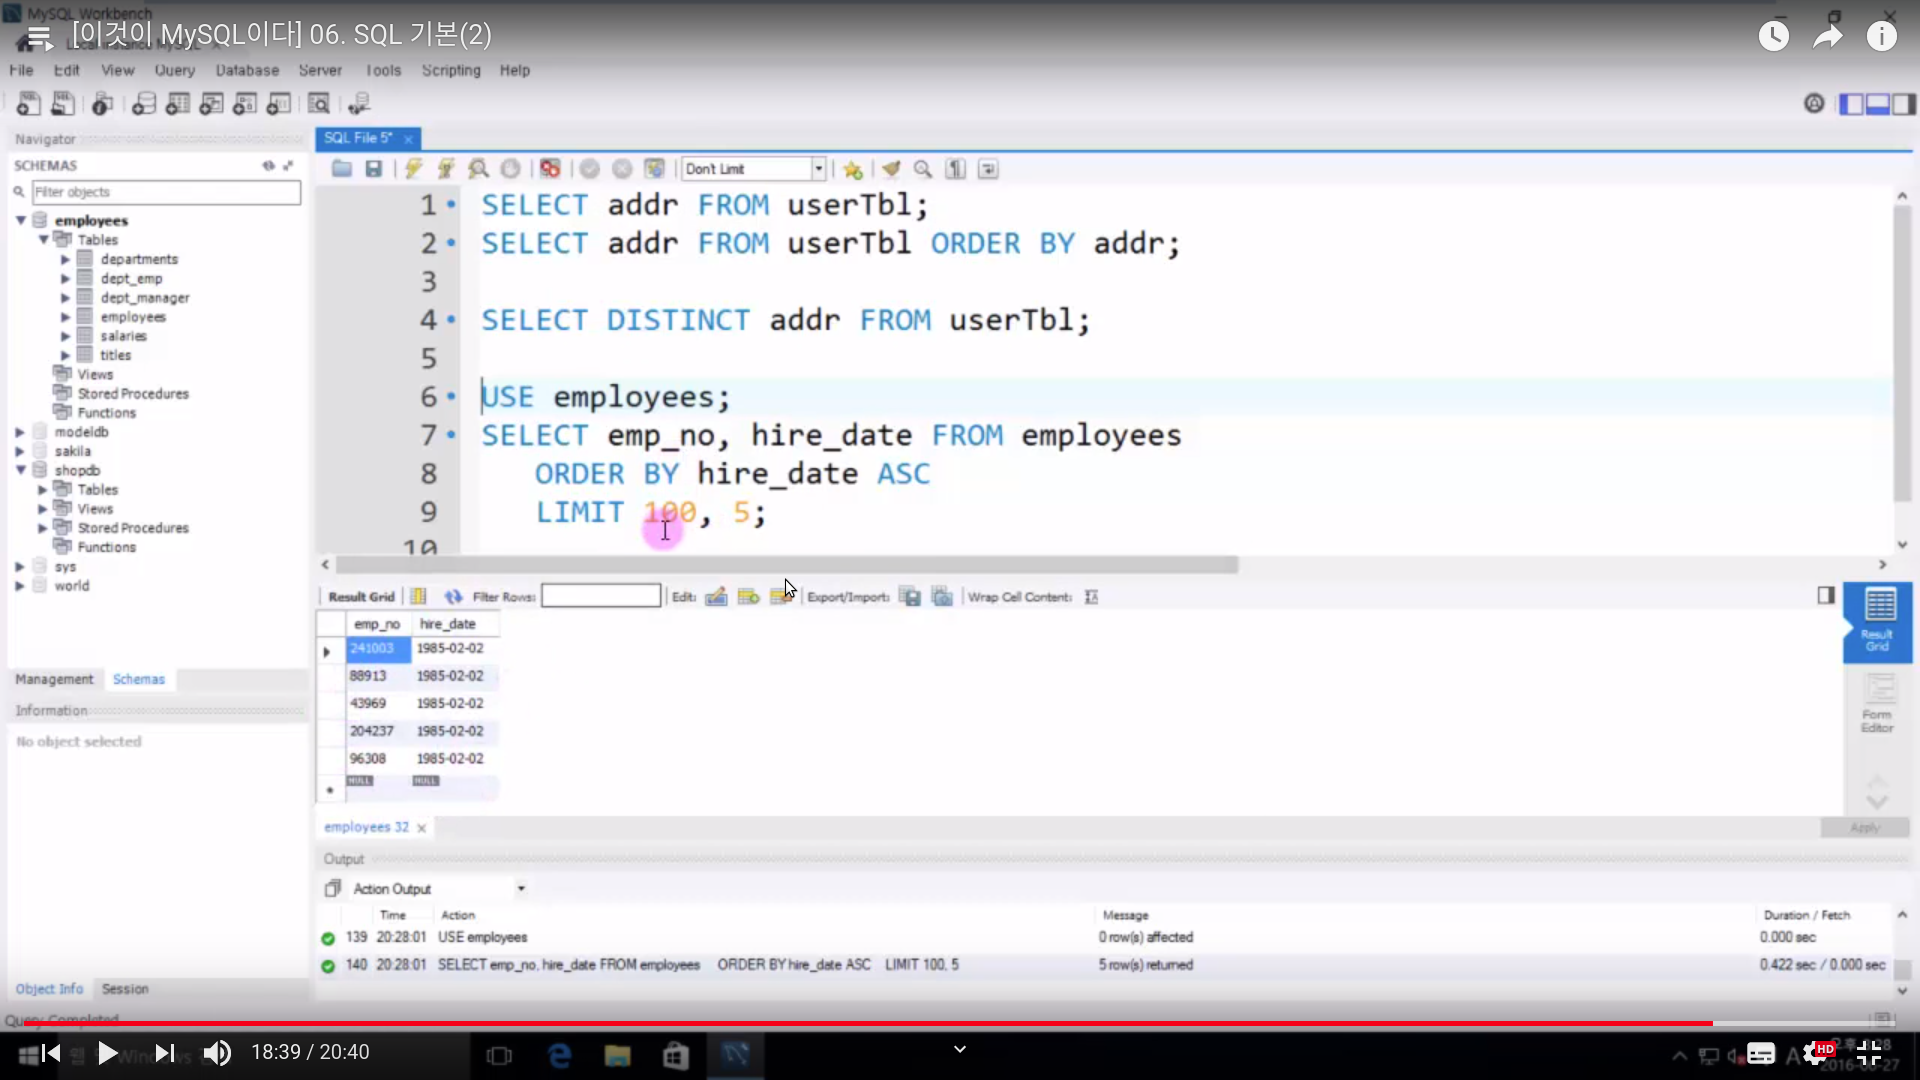 MySQL Workbench
[이것이 MySQL이다] 06. SQL 기본(2)
File Edit View Query Database Server Tools Scripting Help
Navigator
SQL File 5*
SCHEMAS
Don't Limit
Filter objects
employees
Tables
departments
dept_emp
dept_manager
employees
salaries
titles
Views
Stored Procedures
Functions
modeldb
sakila
shopdb
Tables
Views
Stored Procedures
Functions
sys
world
Management Schemas
Information
No object selected
Object Info Session
1 SELECT addr FROM userTbl;
2 SELECT addr FROM userTbl ORDER BY addr;
3
4 SELECT DISTINCT addr FROM userTbl;
5
6 USE employees;
7 SELECT emp_no, hire_date FROM employees
8 ORDER BY hire_date ASC
9 LIMIT 100, 5;
10
Result Grid Filter Rows: Edit: Export/Import: Wrap Cell Content:
emp_no hire_date
241003 1985-02-02
88913 1985-02-02
43969 1985-02-02
204237 1985-02-02
96308 1985-02-02
NULL NULL
Result Grid
Form Editor
employees 32
Apply
Output
Action Output
Time Action Message Duration / Fetch
139 20:28:01 USE employees 0 row(s) affected 0.000 sec
140 20:28:01 SELECT emp_no, hire_date FROM employees ORDER BY hire_date ASC LIMIT 100, 5 5 row(s) returned 0.422 sec / 0.000 sec
Query Completed
18:39 / 20:40
HD